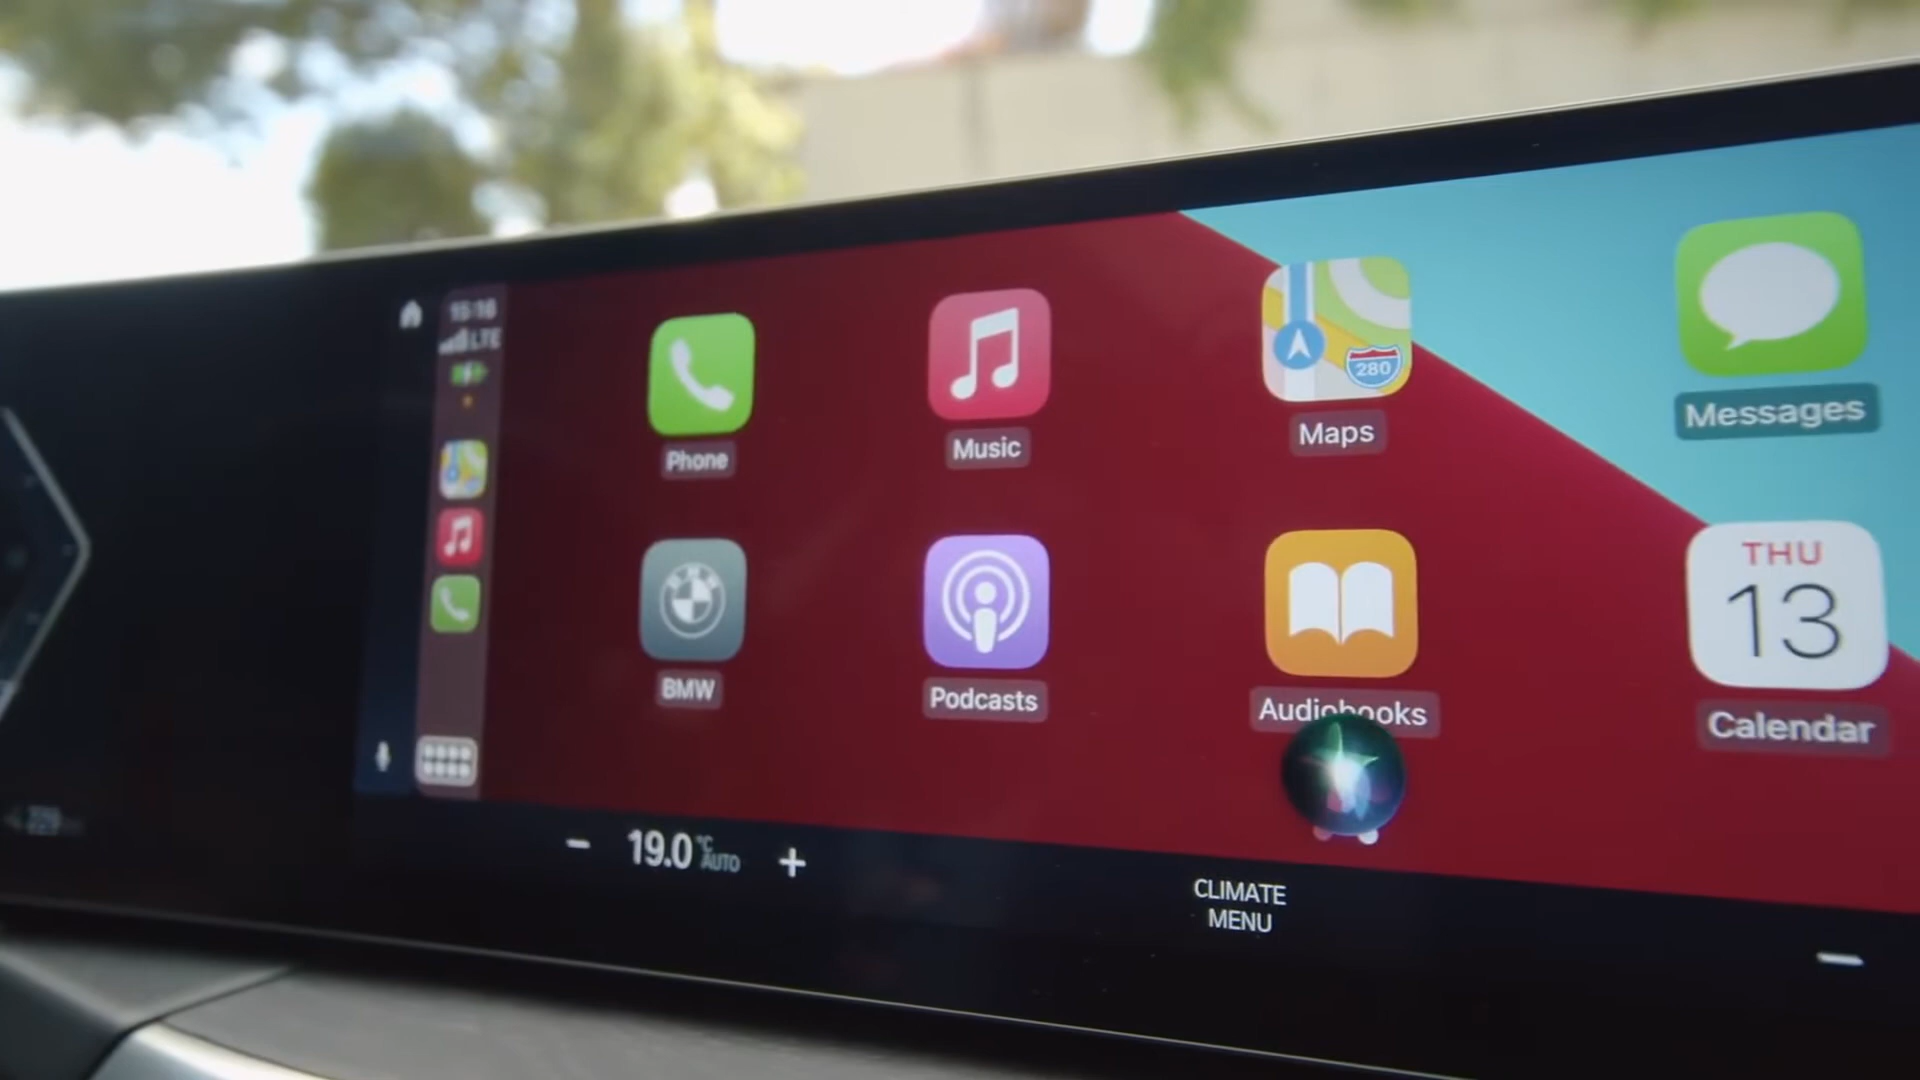 15:16
LTE
280
Phone
Music
Maps
Messages
BMW
THU
13
BMW
Podcasts
Audiobooks
Calendar
19.0 °C
AUTO
CLIMATE
MENU